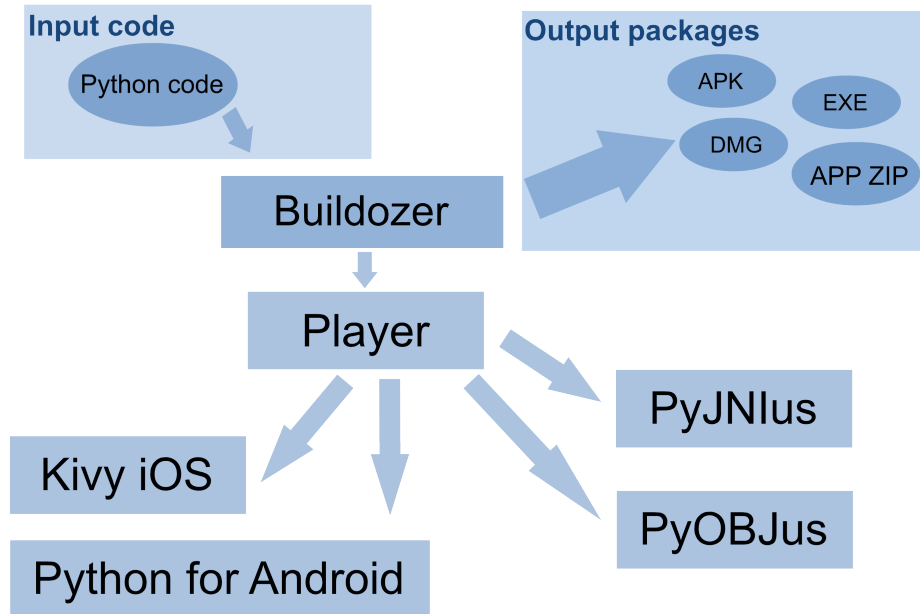 Input code
Python code
Output packages
APK
EXE
DMG
APP ZIP
Buildozer
Player
PyJNIus
Kivy iOS
PyOBJus
Python for Android